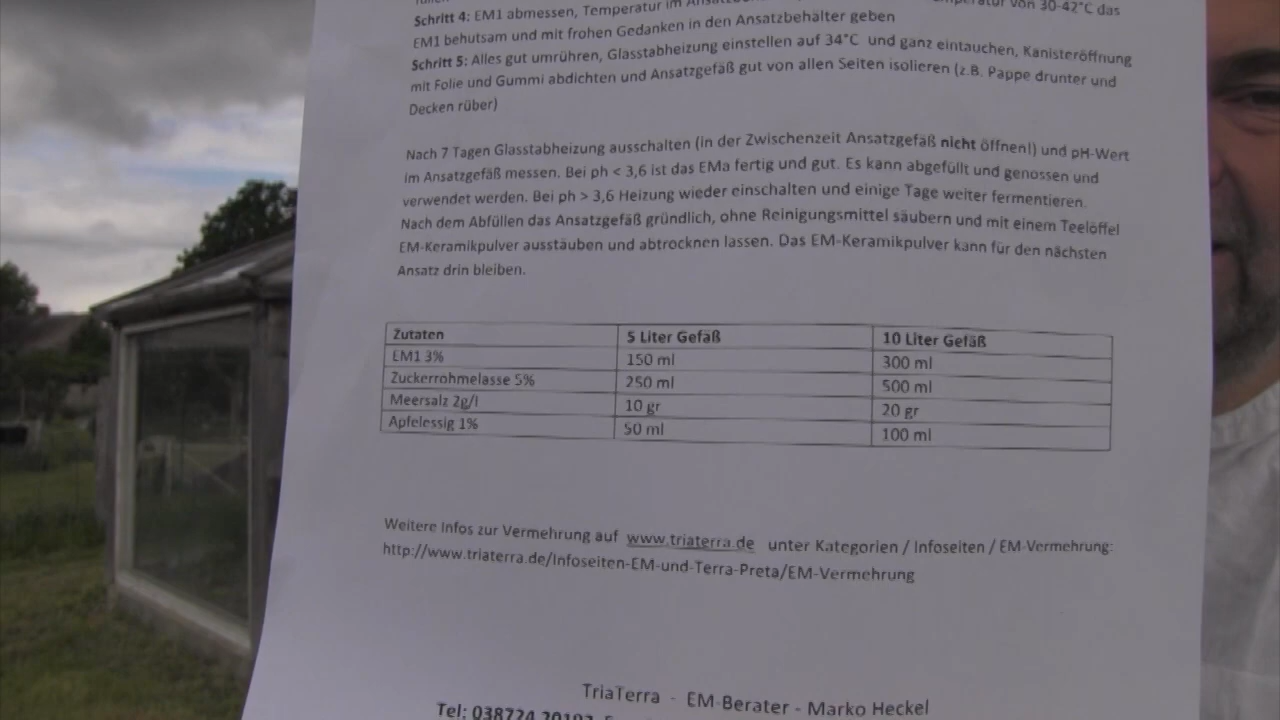 Schritt 4: EM1 abmessen, Temperatur im von 30-42°C das
EM1 behutsam und mit frohen Gedanken in den Ansatzbehälter geben
Schritt 5: Alles gut umrühren, Glasstabheizung einstellen auf 34°C und ganz eintauchen, Kanisteröffnung
mit Folie und Gummi abdichten und Ansatzgefäß gut von allen Seiten isolieren (z.B. Pappe drunter und
Decken rüber)
Nach 7 Tagen Glasstabheizung ausschalten (in der Zwischenzeit Ansatzgefäß nicht öffnen!) und pH-Wert
im Ansatzgefäß messen. Bei ph < 3,6 ist das EMa fertig und gut. Es kann abgefüllt und genossen und
verwendet werden. Bei ph > 3,6 Heizung wieder einschalten und einige Tage weiter fermentieren.
Nach dem Abfüllen das Ansatzgefäß gründlich, ohne Reinigungsmittel säubern und mit einem Teelöffel
EM-Keramikpulver ausstäuben und abtrocknen lassen. Das EM-Keramikpulver kann für den nächsten
Ansatz drin bleiben.
Zutaten 5 Liter Gefäß 10 Liter Gefäß
EM1 3% 150 ml 300 ml
Zuckerrohmelasse 5% 250 ml 500 ml
Meersalz 2g/l 10 gr 20 gr
Apfelessig 1% 50 ml 100 ml
Weitere Infos zur Vermehrung auf www.triaterra.de unter Kategorien / Infoseiten / EM-Vermehrung:
http://www.triaterra.de/Infoseiten-EM-und-Terra-Preta/EM-Vermehrung
TriaTerra - EM-Berater - Marko Heckel
Tel: 038724